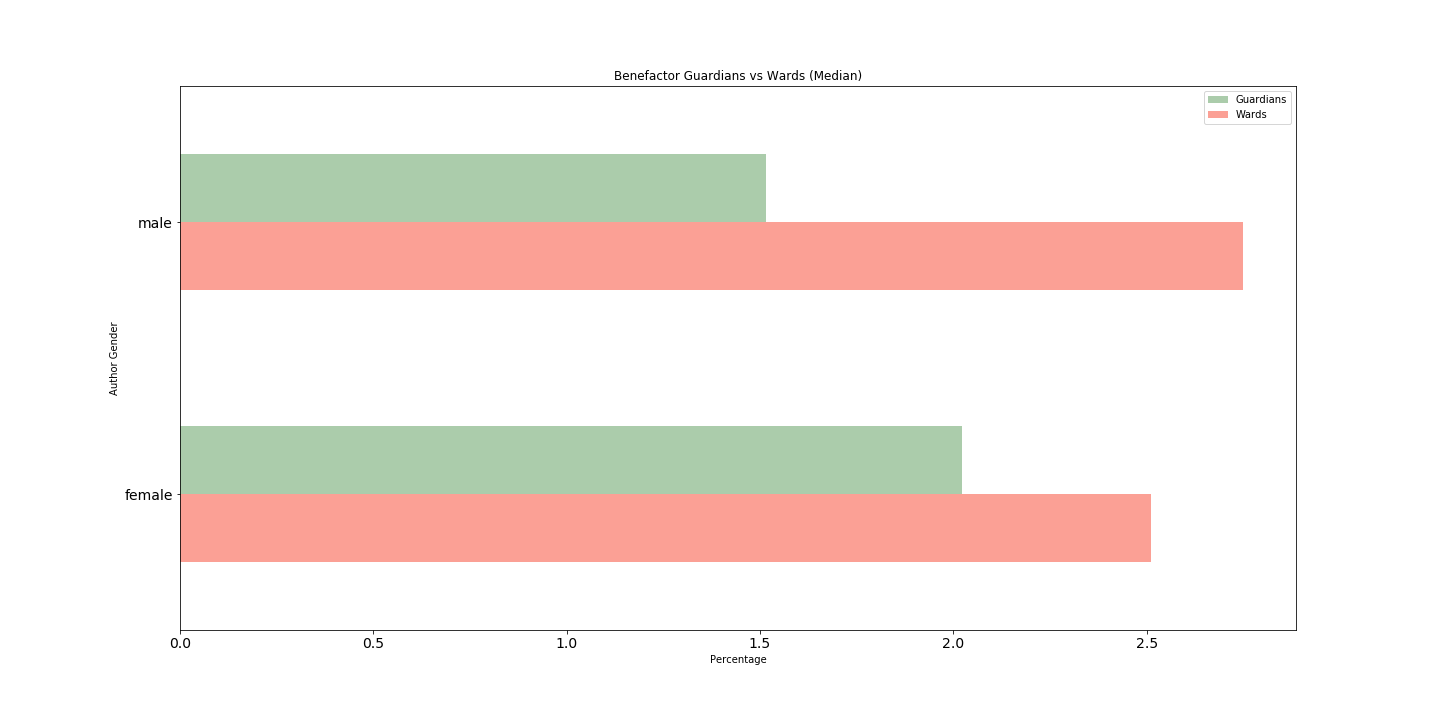 Benefactor Guardians vs Wards (Median)
Guardians
Wards
male
Author Gender
female
0.0 0.5 1.0 1.5 2.0 2.5
Percentage